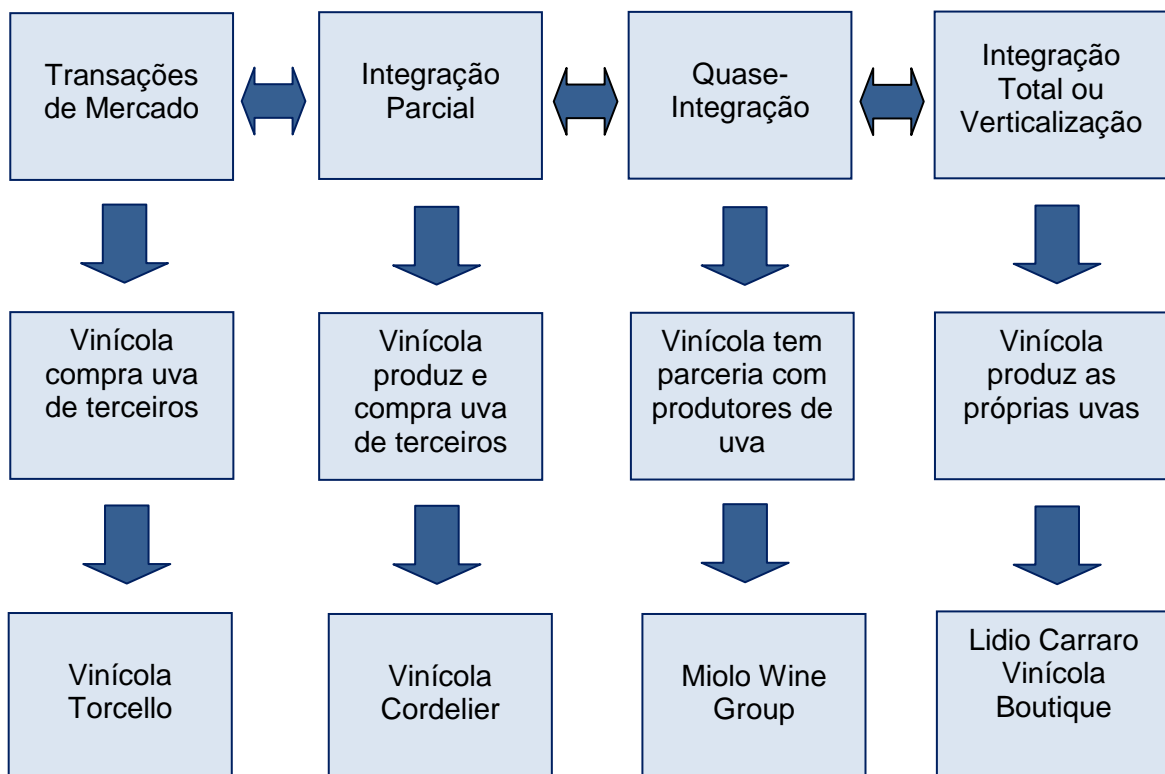 Transações
de Mercado
Integração
Parcial
Quase-
Integração
Integração
Total ou
Verticalização
Vinícola
compra uva
de terceiros
Vinícola
produz e
compra uva
de terceiros
Vinícola tem
parceria com
produtores de
uva
Vinícola
produz as
próprias uvas
Vinícola
Torcello
Vinícola
Cordelier
Miolo Wine
Group
Lidio Carraro
Vinícola
Boutique